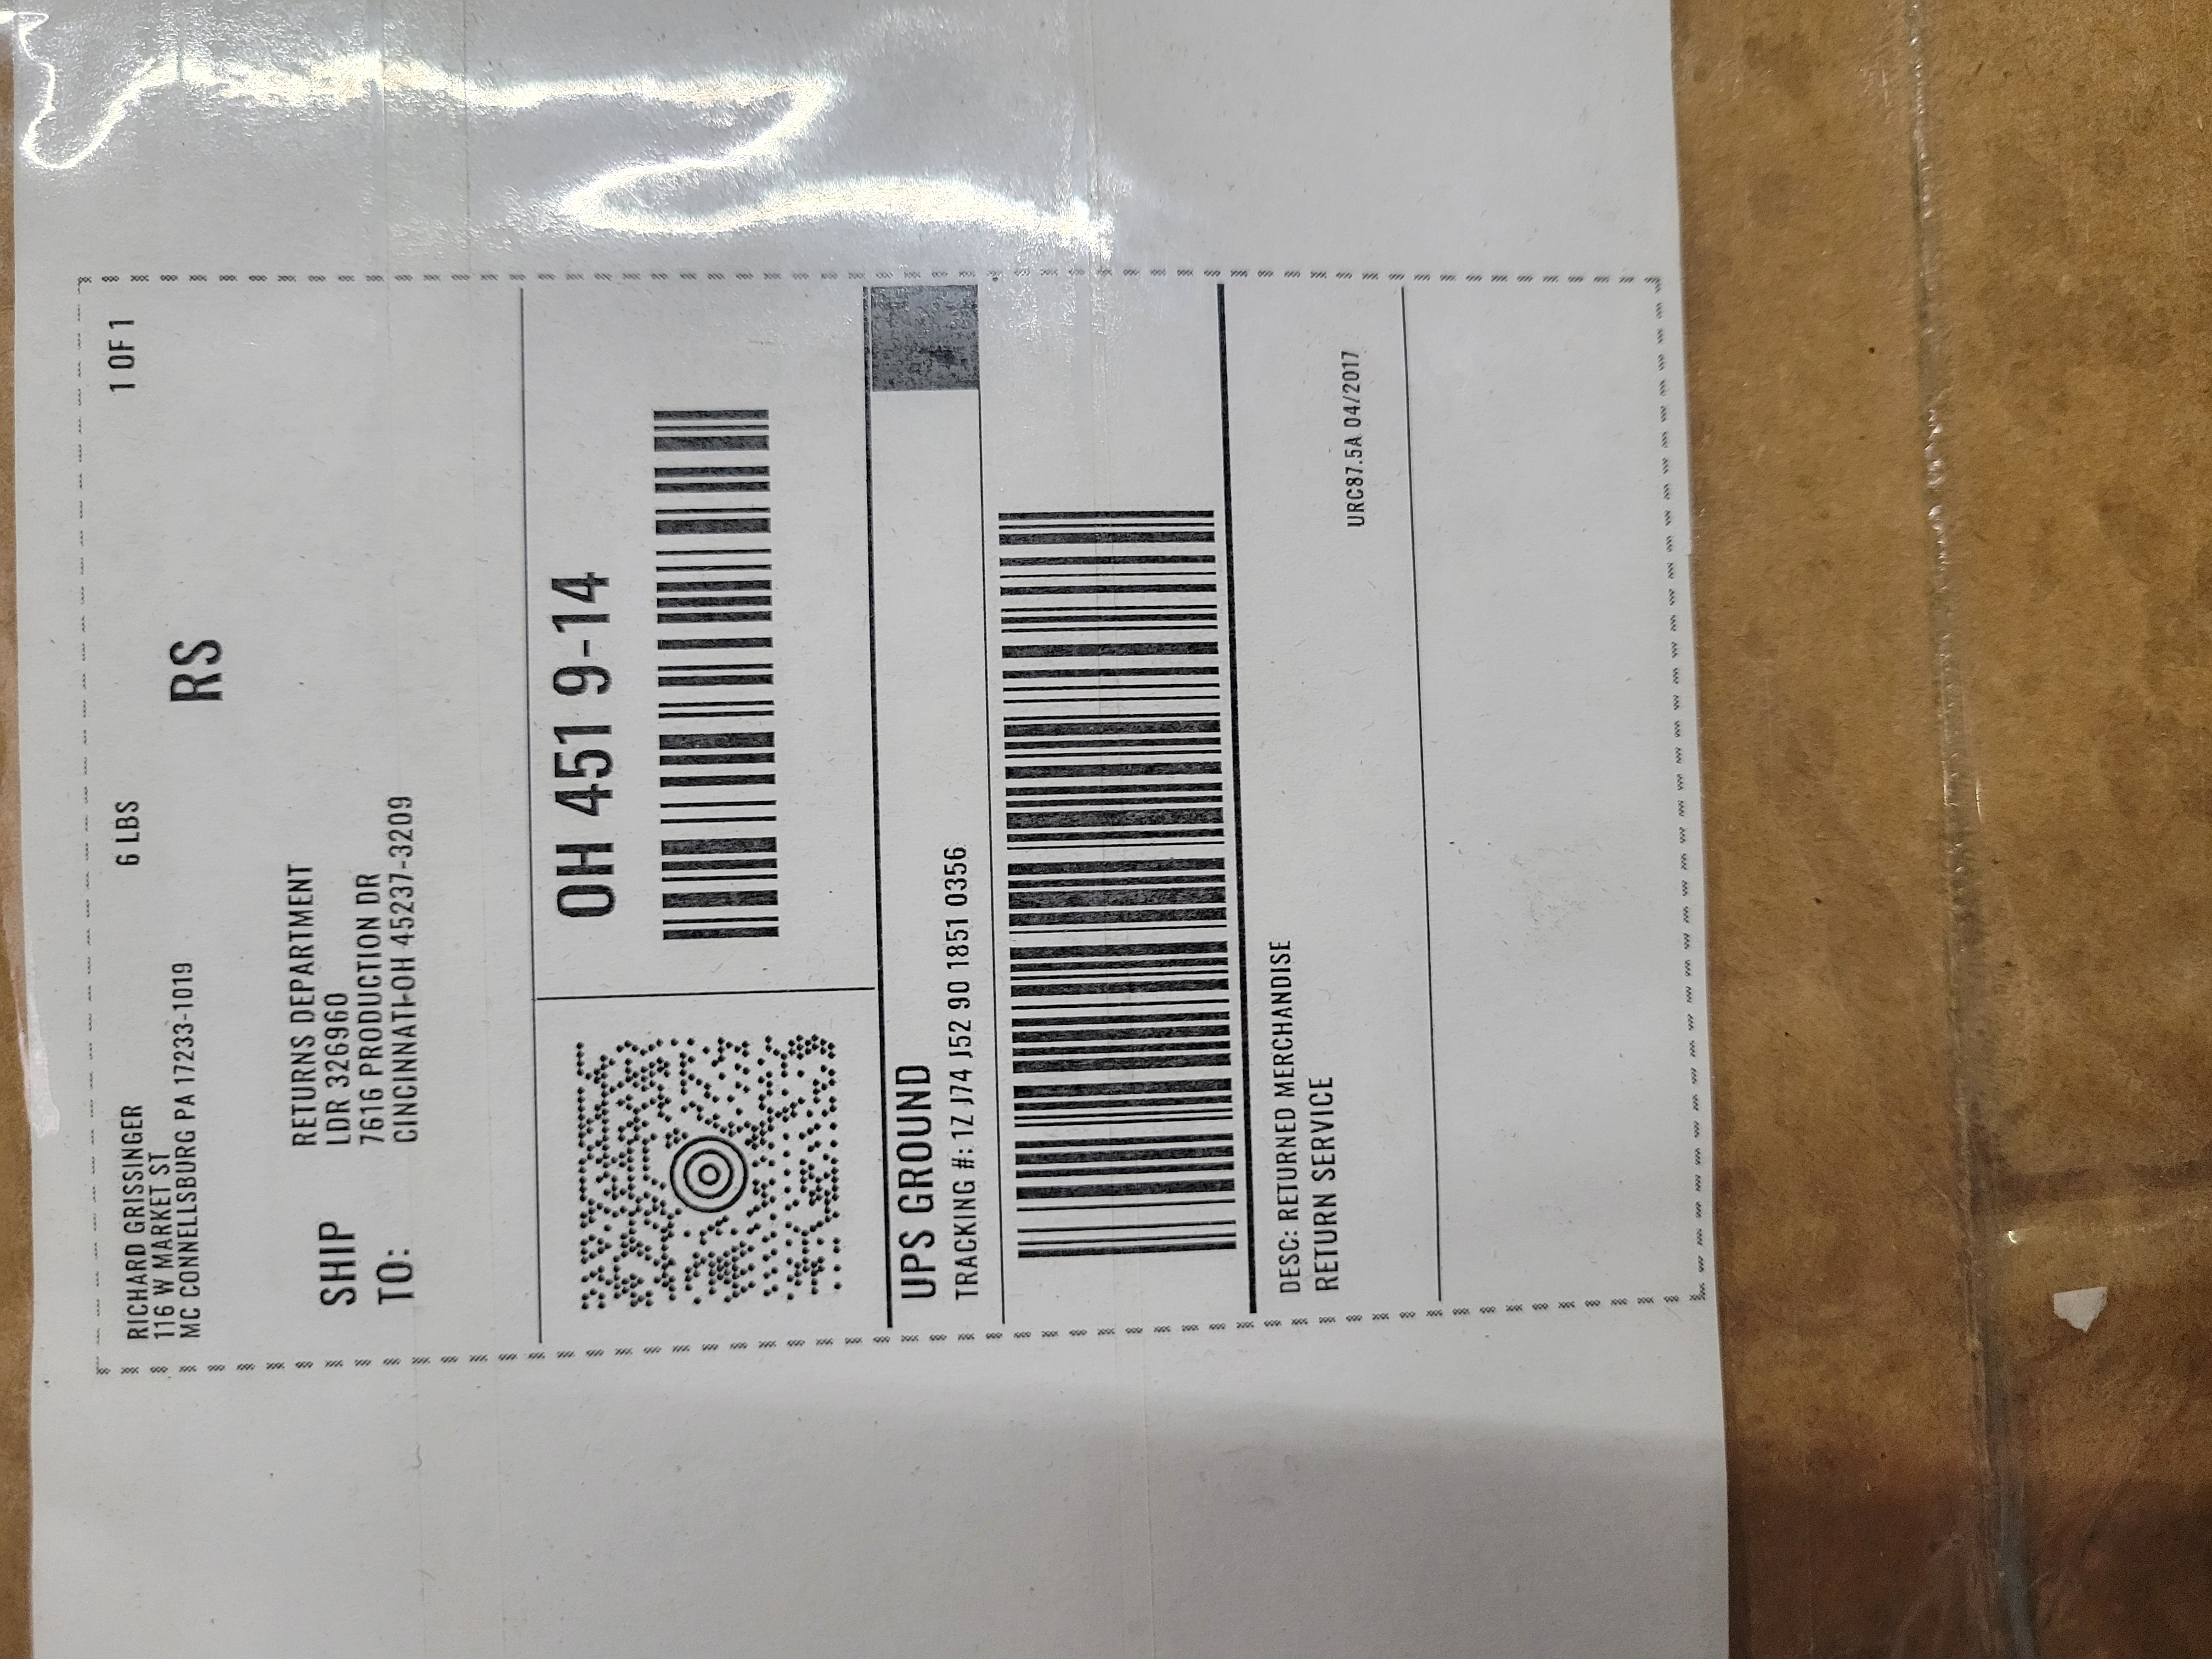 RICHARD GRISSINGER
116 W MARKET ST
MC CONNELLSBURG PA 17233-1019
6 LBS
1 OF 1
RS
SHIP
TO:
RETURNS DEPARTMENT
LDR 326960
7616 PRODUCTION DR
CINCINNATI OH 45237-3209
OH 451 9-14
UPS GROUND
TRACKING #: 1Z J74 J52 90 1851 0356
DESC: RETURNED MERCHANDISE
RETURN SERVICE
URC87.5A 04/2017